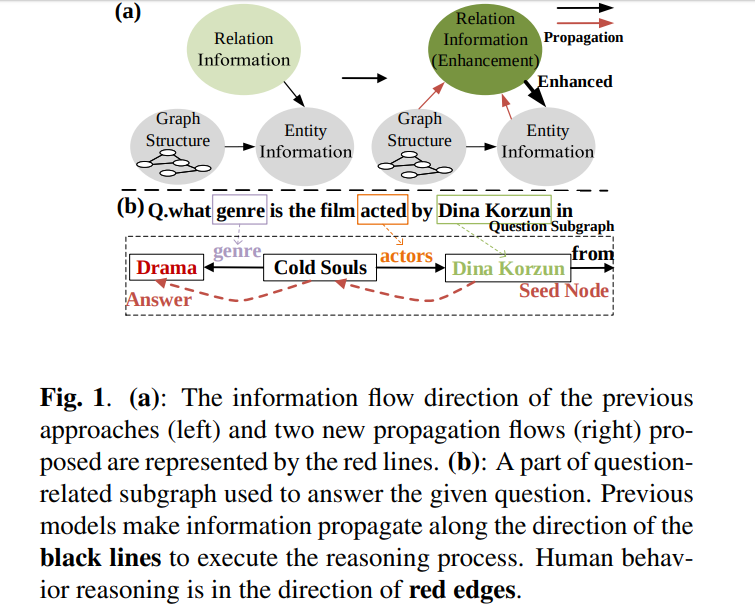 (a)
Relation
Information
Relation
Information
(Enhancement)
Propagation
Enhanced
Graph
Structure
Entity
Information
Graph
Structure
Entity
Information
(b) Q.what genre is the film acted by Dina Korzun in
Question Subgraph
genre
actors
from
Drama
Cold Souls
Dina Korzun
Answer
Seed Node
Fig. 1. (a): The information flow direction of the previous
approaches (left) and two new propagation flows (right) pro-
posed are represented by the red lines. (b): A part of question-
related subgraph used to answer the given question. Previous
models make information propagate along the direction of the
black lines to execute the reasoning process. Human behav-
ior reasoning is in the direction of red edges.